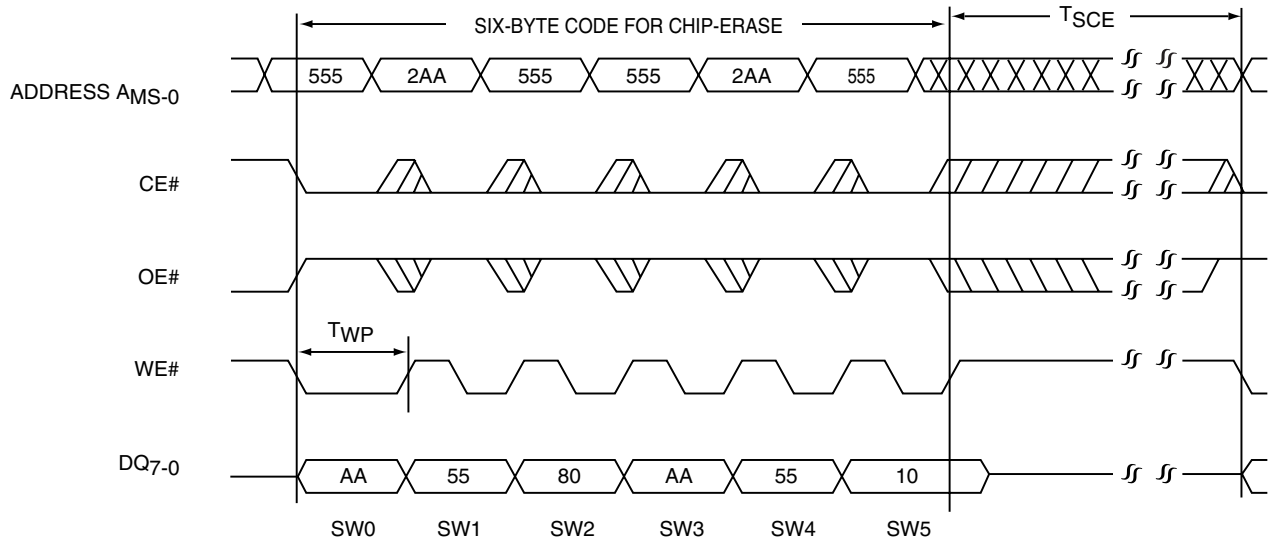 SIX-BYTE CODE FOR CHIP-ERASE TSCE
ADDRESS AMS-0 555 2AA 555 555 2AA 555
CE#
OE#
TWP
WE#
DQ7-0 AA 55 80 AA 55 10
SW0 SW1 SW2 SW3 SW4 SW5